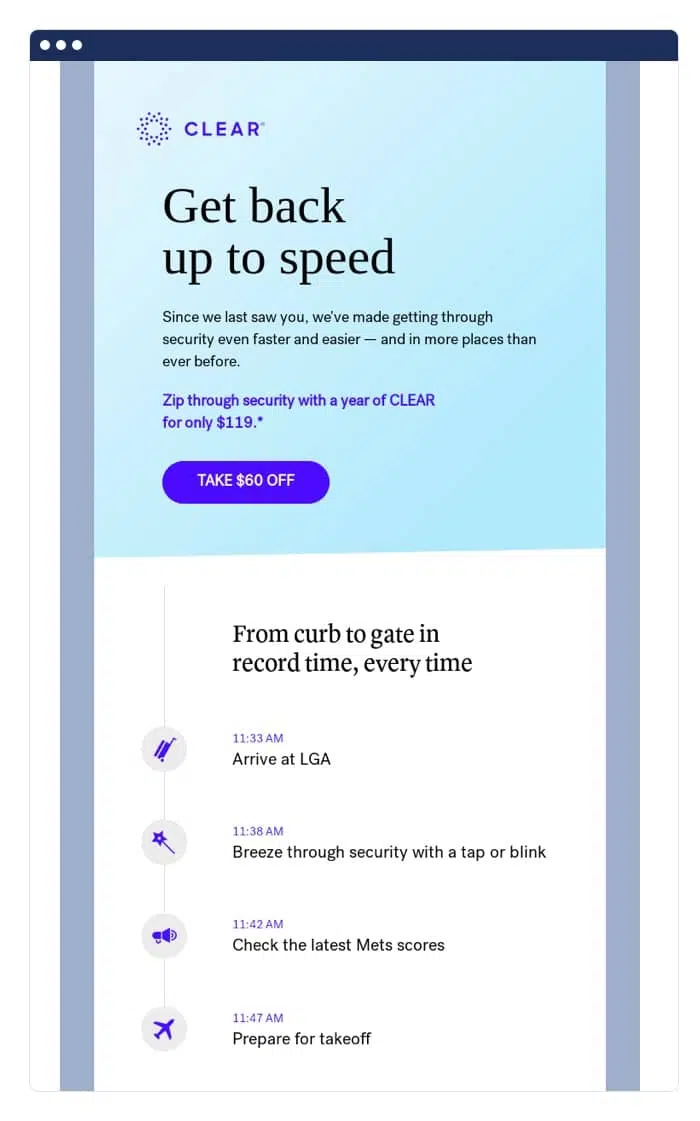 CLEAR
Get back
up to speed
Since we last saw you, we've made getting through
security even faster and easier — and in more places than
ever before.
Zip through security with a year of CLEAR
for only $119.*
TAKE $60 OFF
From curb to gate in
record time, every time
11:33 AM
Arrive at LGA
11:38 AM
Breeze through security with a tap or blink
11:42 AM
Check the latest Mets scores
11:47 AM
Prepare for takeoff